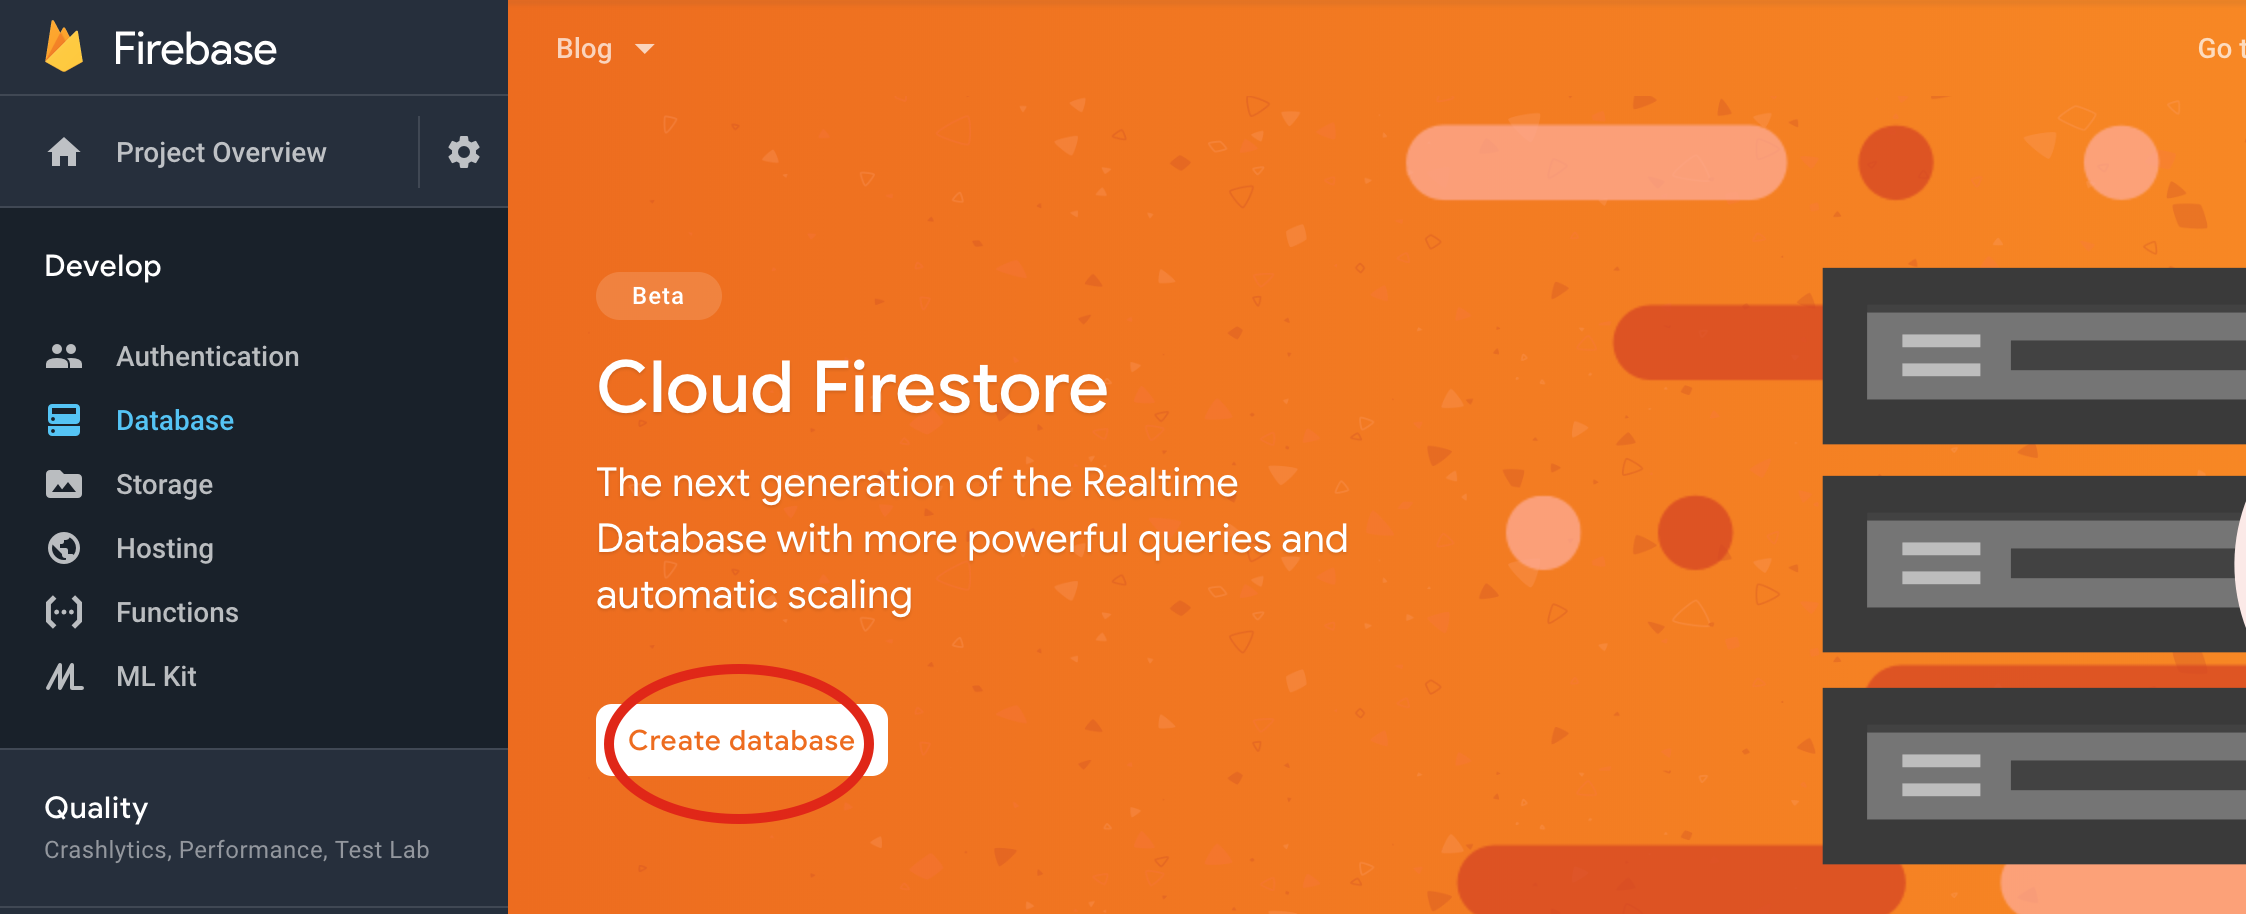 Firebase
Project Overview
Develop
Authentication
Database
Storage
Hosting
Functions
ML Kit
Quality
Crashlytics, Performance, Test Lab
Blog
Go t
Beta
Cloud Firestore
The next generation of the Realtime
Database with more powerful queries and
automatic scaling
Create database